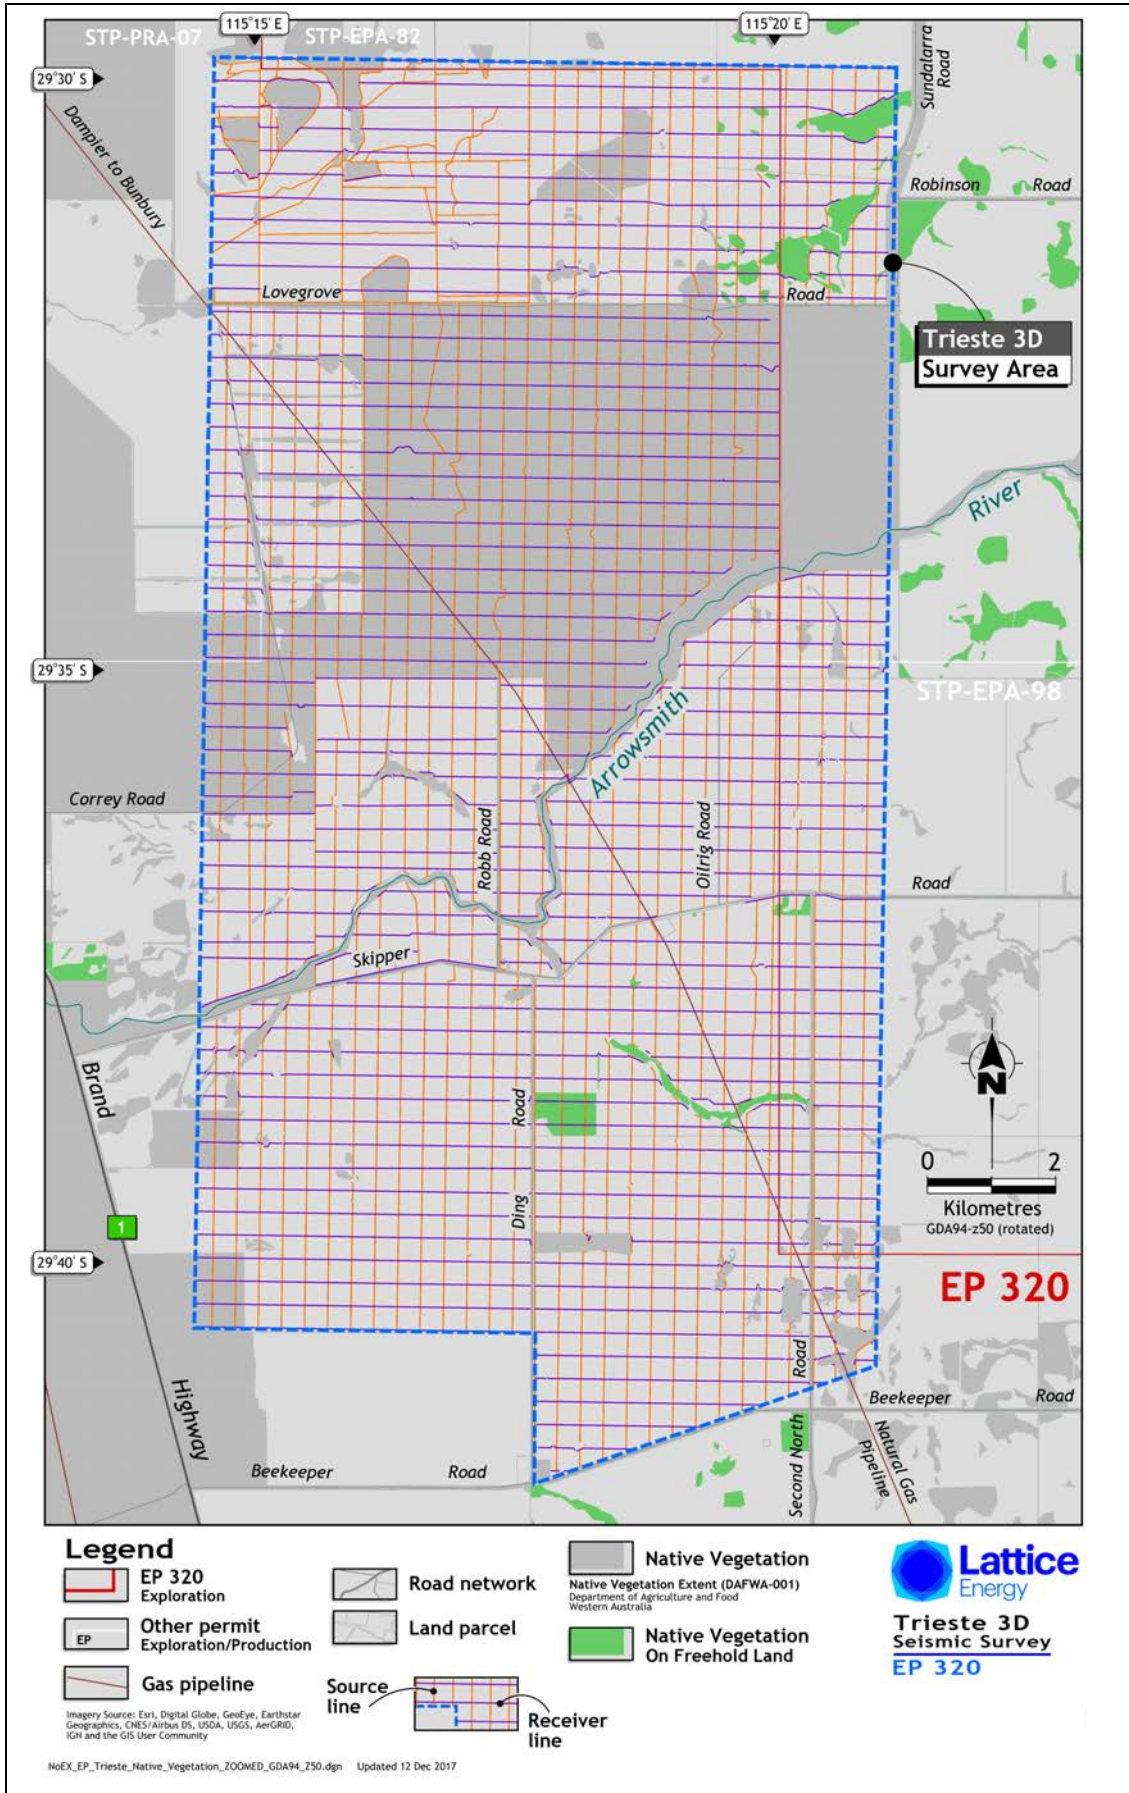 115°15' E
115°20' E
STP-PRA-07
STP-EPA-82
29°30' S
Sundalarra
Road
Dampier to Bunbury
Robinson
Road
Lovegrove
Road
Trieste 3D
Survey Area
River
29°35' S
STP-EPA-98
Arrowsmith
Correy Road
Robb Road
Oilrig Road
Road
Skipper
Brand
Road
N
0
2
Kilometres
GDA94-z50 (rotated)
Ding
1
29°40' S
EP 320
Road
Beekeeper
Road
Highway
Second North
Natural Gas
Pipeline
Beekeeper
Road
Legend
EP 320
Exploration
EP
Other permit
Exploration/Production
Gas pipeline
Road network
Land parcel
Source
line
Receiver
line
Native Vegetation
Native Vegetation Extent (DAFWA-001)
Department of Agriculture and Food
Western Australia
Native Vegetation
On Freehold Land
Lattice
Energy
Trieste 3D
Seismic Survey
EP 320
Imagery Source: Esri, Digital Globe, GeoEye, Earthstar
Geographics, CNES/Airbus DS, USDA, USGS, AerGRID,
IGN and the GIS User Community
NoEX_EP_Trieste_Native_Vegetation_ZOOMED_GDA94_Z50.dgn Updated 12 Dec 2017